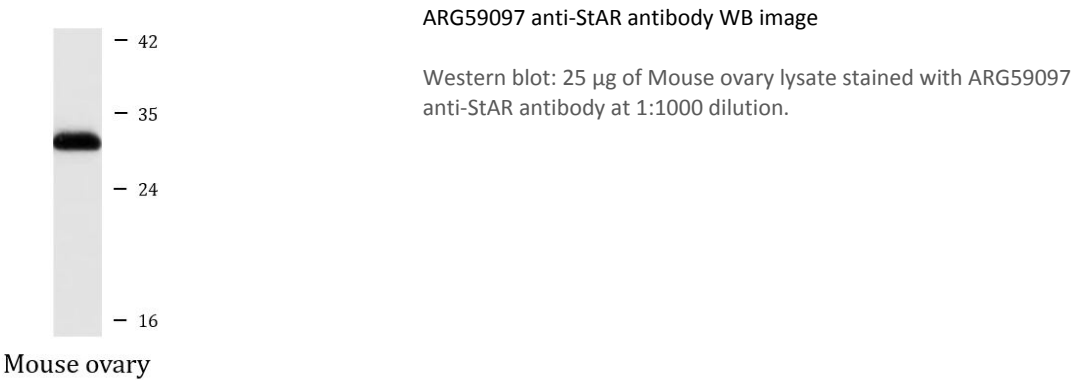 ARG59097 anti-StAR antibody WB image
Western blot: 25 µg of Mouse ovary lysate stained with ARG59097
anti-StAR antibody at 1:1000 dilution.
42
35
24
16
Mouse ovary